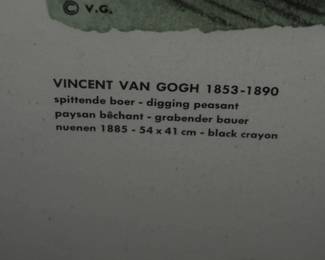 © V.G.
VINCENT VAN GOGH 1853-1890
spittende boer - digging peasant
paysan bêchant - grabender bauer
nuenen 1885 - 54 x 41 cm - black crayon